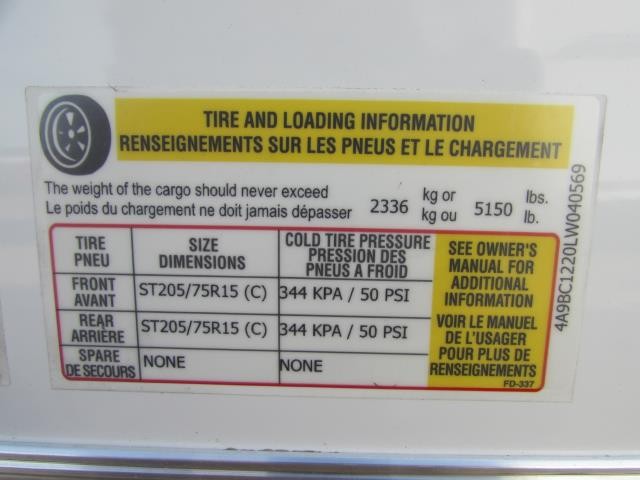 TIRE AND LOADING INFORMATION
RENSEIGNEMENTS SUR LES PNEUS ET LE CHARGEMENT
The weight of the cargo should never exceed
Le poids du chargement ne doit jamais dépasser
2336 kg or
kg ou
5150 lbs.
lb.
TIRE
PNEU
SIZE
DIMENSIONS
COLD TIRE PRESSURE
PRESSION DES
PNEUS A FROID
FRONT
AVANT
ST205/75R15 (C)
344 KPA / 50 PSI
REAR
ARRIÈRE
ST205/75R15 (C)
344 KPA / 50 PSI
SPARE
DE SECOURS
NONE
NONE
SEE OWNER'S
MANUAL FOR
ADDITIONAL
INFORMATION
VOIR LE MANUEL
DE L'USAGER
POUR PLUS DE
RENSEIGNEMENTS
FD-337
4A9BC1220LW040569